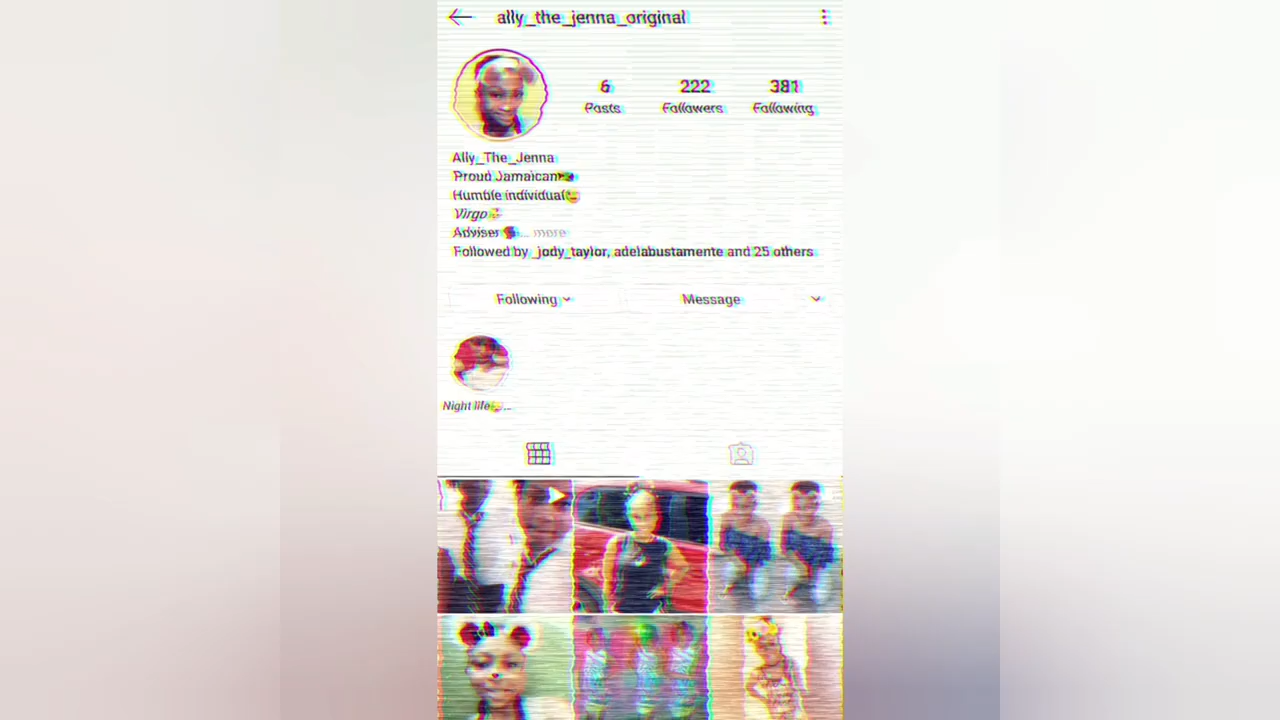 ally_the_jenna_original
6 222 381
Posts Followers Following
Ally_The_Jenna
Proud Jamaican
Humble individual
Virgo
Adviser ... more
Followed by _jody_taylor, adelabustamente and 25 others
Following Message
Night life ...